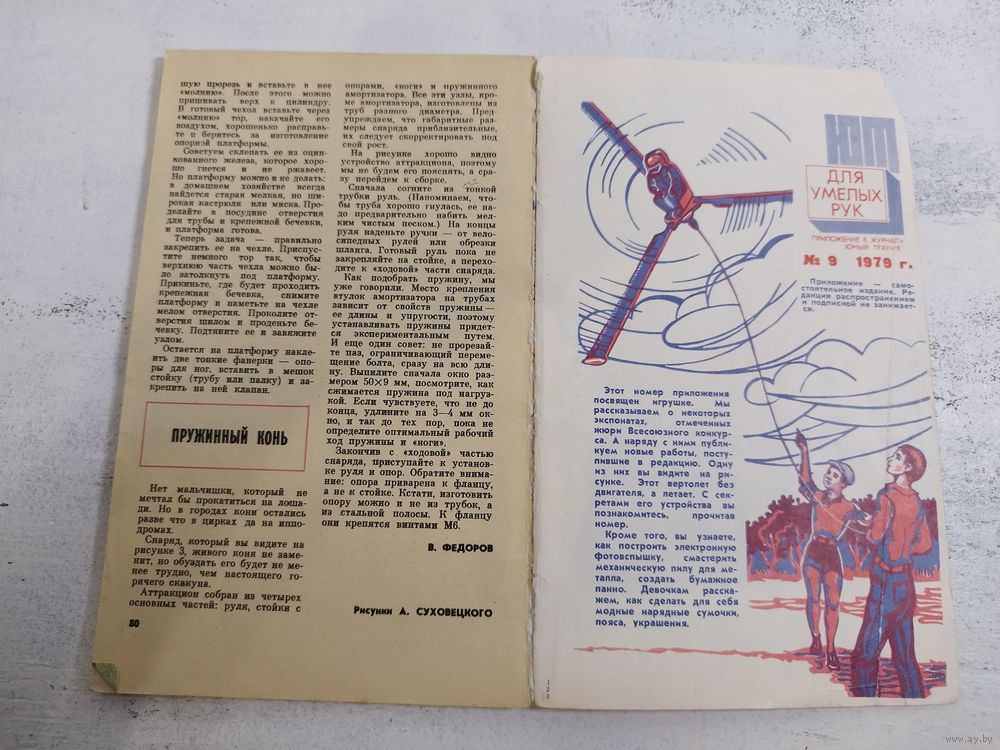 шую прорезь и вставьте в нее
«молнию». После этого можно
пришивать верх к цилиндру.
В готовый чехол вставьте через
«молнию» тор, накачайте его
воздухом, хорошенько расправь-
те и беритесь за изготовление
опорной платформы.
Советуем склепать ее из оцин-
кованного железа, которое хоро-
шо гнется и не ржавеет.
Но платформу можно и не делать:
в домашнем хозяйстве всегда
найдется старая мелкая, но ши-
рокая кастрюля или миска. Про-
делайте в посудине отверстия
для трубы и крепежной бечевки,
и платформа готова.
Теперь задача — правильно
закрепить ее на чехле. Приспус-
тите немного тор так, чтобы
верхнюю часть чехла можно бы-
ло затолкнуть под платформу.
Прикиньте, где будет проходить
крепежная бечевка, снимите
платформу и наметьте на чехле
мелом отверстия. Проколите от-
верстия шилом и проденьте бе-
чевку. Подтяните ее и завяжите
узлом.
Остается на платформу накле-
ить две тонкие фанерки — опо-
ры для ног. вставить в мешок
стойку (трубу или палку) и за-
крепить на ней клапан.
ПРУЖИННЫЙ КОНЬ
Нет мальчишки, который не
мечтал бы прокатиться на лоша-
ди. Но в городах кони остались
разве что в цирках да на иппо-
дромах.
Снаряд, который вы видите на
рисунке 3, живого коня не заме-
нит, но обуздать его будет не ме-
нее трудно, чем настоящего го-
рячего скакуна.
Аттракцион собран из четырех
основных частей: руля, стойки с
80
опорами, «ноги» и пружинного
амортизатора. Все эти узлы, кро-
ме амортизатора, изготовлены из
труб разного диаметра. Пред-
упреждаем, что габаритные раз-
меры снаряда приблизительные,
их следует скорректировать под
свой рост.
На рисунке хорошо видно
устройство аттракциона, поэтому
мы не будем его пояснять, а сра-
зу перейдем к сборке.
Сначала согните из тонкой
трубки руль. (Напоминаем, что-
бы труба хорошо гнулась, ее на-
до предварительно набить мел-
ким чистым песком.) На концы
руля наденьте ручки — от вело-
сипедных рулей или обрезки
шланга. Готовый руль пока не
закрепляйте на стойке, а перехо-
дите к «ходовой» части снаряда.
Как подобрать пружину, мы
уже говорили. Место крепления
втулок амортизатора на трубах
зависит от свойств пружины —
ее длины и упругости, поэтому
устанавливать пружины придет-
ся экспериментальным путем.
И еще один совет: не прорезай-
те паз, ограничивающий переме-
щение болта, сразу на всю дли-
ну. Выпилите сначала окно раз-
мером 50×9 мм, посмотрите, как
сжимается пружина под нагруз-
кой. Если чувствуете, что не до
конца, удлините на 3—4 мм ок-
но, и так до тех пор, пока не
определите оптимальный рабочий
ход пружины и «ноги».
Закончив с «ходовой» частью
снаряда, приступайте к установ-
ке руля и опор. Обратите внима-
ние: опора приварена к фланцу,
а не к стойке. Кстати, изготовить
опору можно и не из трубок, а
из стальной полосы. К фланцу
они крепятся винтами М6.
В. ФЕДОРОВ
Рисунки А. СУХОВЕЦКОГО
ЮТ
ДЛЯ
УМЕЛЫХ
РУК
ПРИЛОЖЕНИЕ К ЖУРНАЛУ
"ЮНЫЙ ТЕХНИК"
№ 9 1979 г.
Приложение — само-
стоятельное издание. Ре-
дакция распространением
и подпиской не занимает-
ся.
Этот номер приложения
посвящен игрушке. Мы
рассказываем о некоторых
экспонатах, отмеченных
жюри Всесоюзного конкур-
са. А наряду с ними публи-
куем новые работы, посту-
пившие в редакцию. Одну
из них вы видите на ри-
сунке. Этот вертолет без
двигателя, а летает. С сек-
ретами его устройства вы
познакомитесь, прочитав
номер.
Кроме того, вы узнаете,
как построить электронную
фотовспышку, смастерить
механическую пилу для ме-
талла, создать бумажное
панно. Девочкам расска-
жем, как сделать для себя
модные нарядные сумочки,
пояса, украшения.
1
2
3
www.ay.by